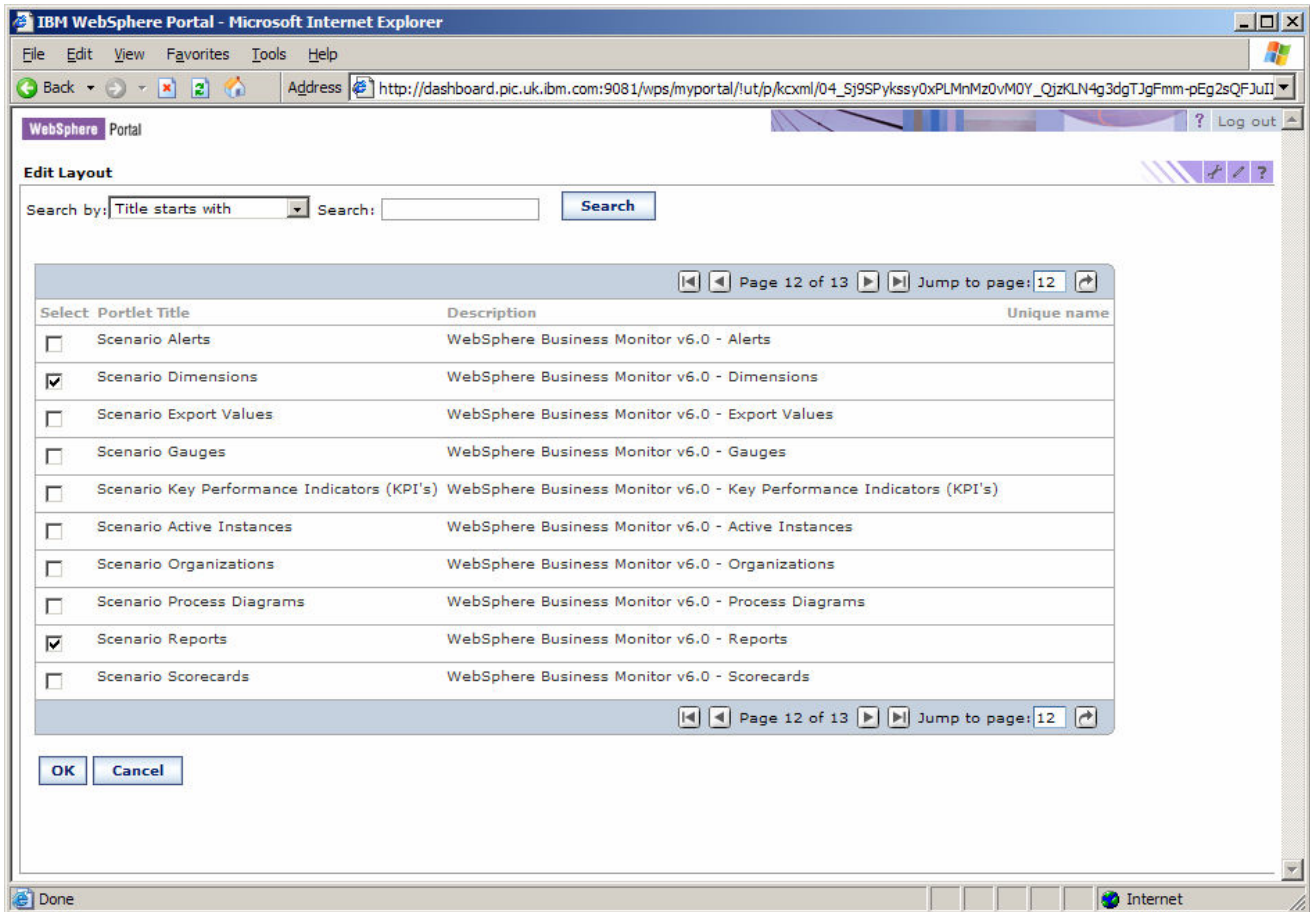 IBM WebSphere Portal - Microsoft Internet Explorer
File Edit View Favorites Tools Help
Back Address http://dashboard.pic.uk.ibm.com:9081/wps/myportal/!ut/p/kcxml/04_Sj9SPykssy0xPLMnMz0vM0Y_QjzKLN4g3dgTJgFmm-pEg2sQFJuII
WebSphere Portal ? Log out
Edit Layout ?
Search by: Title starts with Search: Search
Page 12 of 13 Jump to page: 12
Select Portlet Title Description Unique name
Scenario Alerts WebSphere Business Monitor v6.0 - Alerts
Scenario Dimensions WebSphere Business Monitor v6.0 - Dimensions
Scenario Export Values WebSphere Business Monitor v6.0 - Export Values
Scenario Gauges WebSphere Business Monitor v6.0 - Gauges
Scenario Key Performance Indicators (KPI's) WebSphere Business Monitor v6.0 - Key Performance Indicators (KPI's)
Scenario Active Instances WebSphere Business Monitor v6.0 - Active Instances
Scenario Organizations WebSphere Business Monitor v6.0 - Organizations
Scenario Process Diagrams WebSphere Business Monitor v6.0 - Process Diagrams
Scenario Reports WebSphere Business Monitor v6.0 - Reports
Scenario Scorecards WebSphere Business Monitor v6.0 - Scorecards
Page 12 of 13 Jump to page: 12
OK Cancel
Done Internet